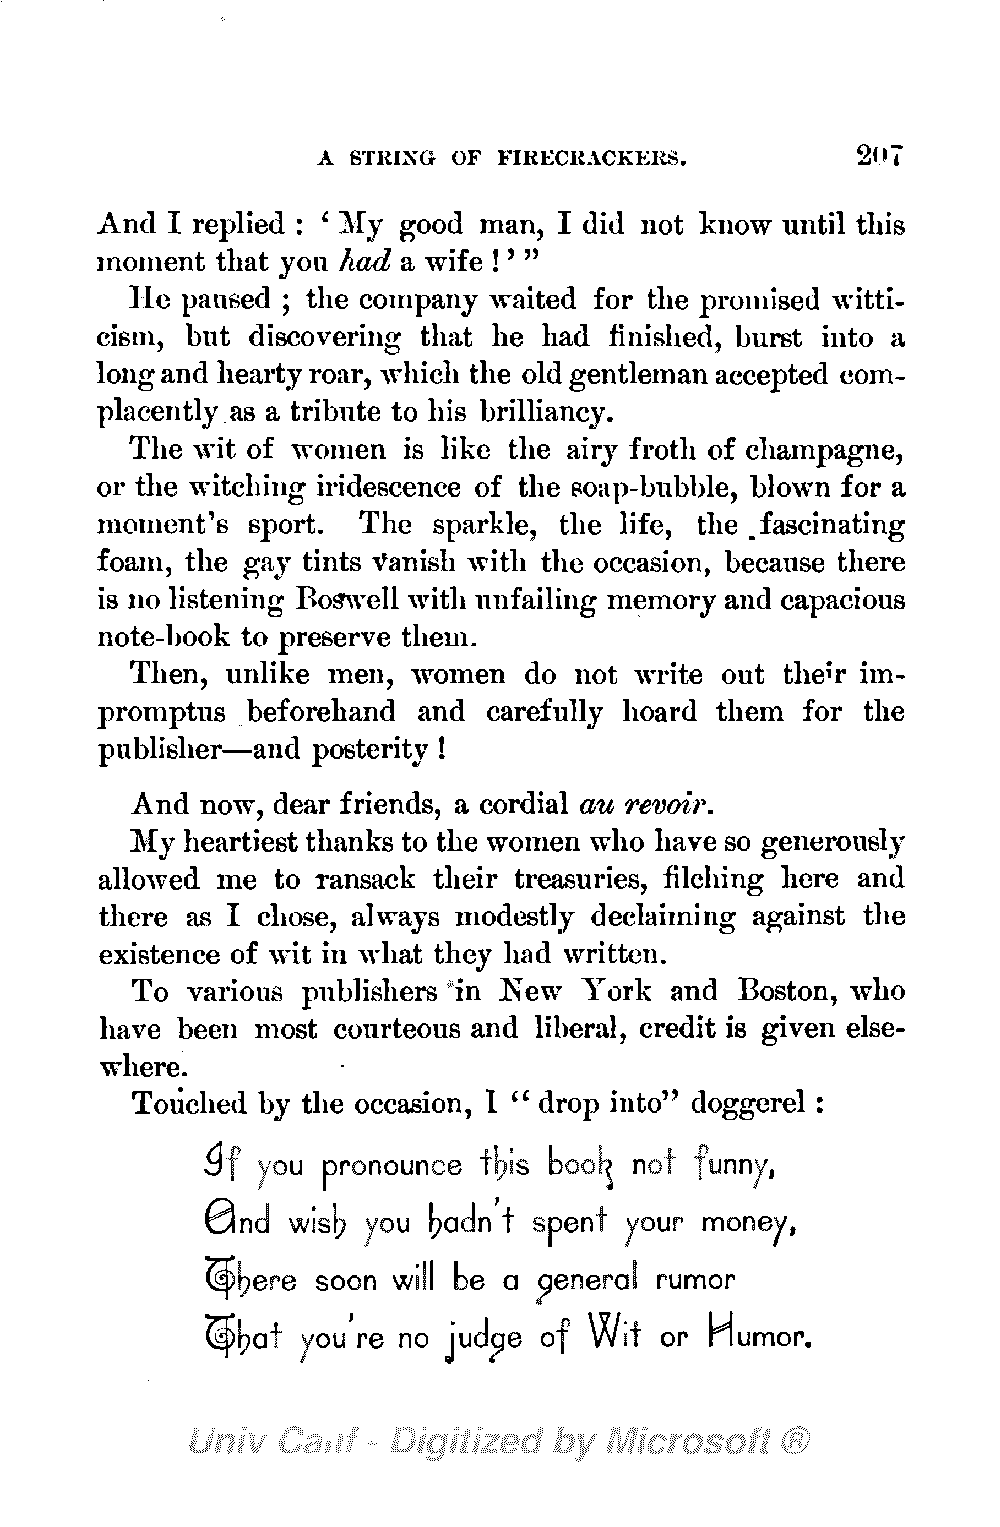 A STRING OF FIRECRACKERS. 207
And I replied : ‘ My good man, I did not know until this
moment that you had a wife ! ’ ”
He paused ; the company waited for the promised witti-
cism, but discovering that he had finished, burst into a
long and hearty roar, which the old gentleman accepted com-
placently as a tribute to his brilliancy.
The wit of women is like the airy froth of champagne,
or the witching iridescence of the soap-bubble, blown for a
moment's sport. The sparkle, the life, the fascinating
foam, the gay tints vanish with the occasion, because there
is no listening Boswell with unfailing memory and capacious
note-book to preserve them.
Then, unlike men, women do not write out their im-
promptus beforehand and carefully hoard them for the
publisher—and posterity !
And now, dear friends, a cordial au revoir.
My heartiest thanks to the women who have so generously
allowed me to ransack their treasuries, filching here and
there as I chose, always modestly declaiming against the
existence of wit in what they had written.
To various publishers in New York and Boston, who
have been most courteous and liberal, credit is given else-
where.
Touched by the occasion, I “ drop into” doggerel :
If you pronounce this book not funny,
And wish you hadn't spent your money,
There soon will be a general rumor
That you're no judge of Wit or Humor.
Univ Calif - Digitized by Microsoft ®